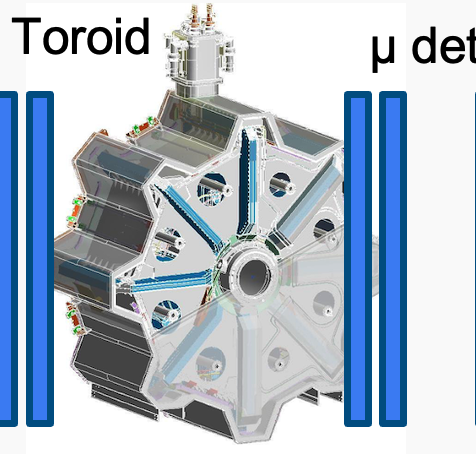 Toroid
μ det